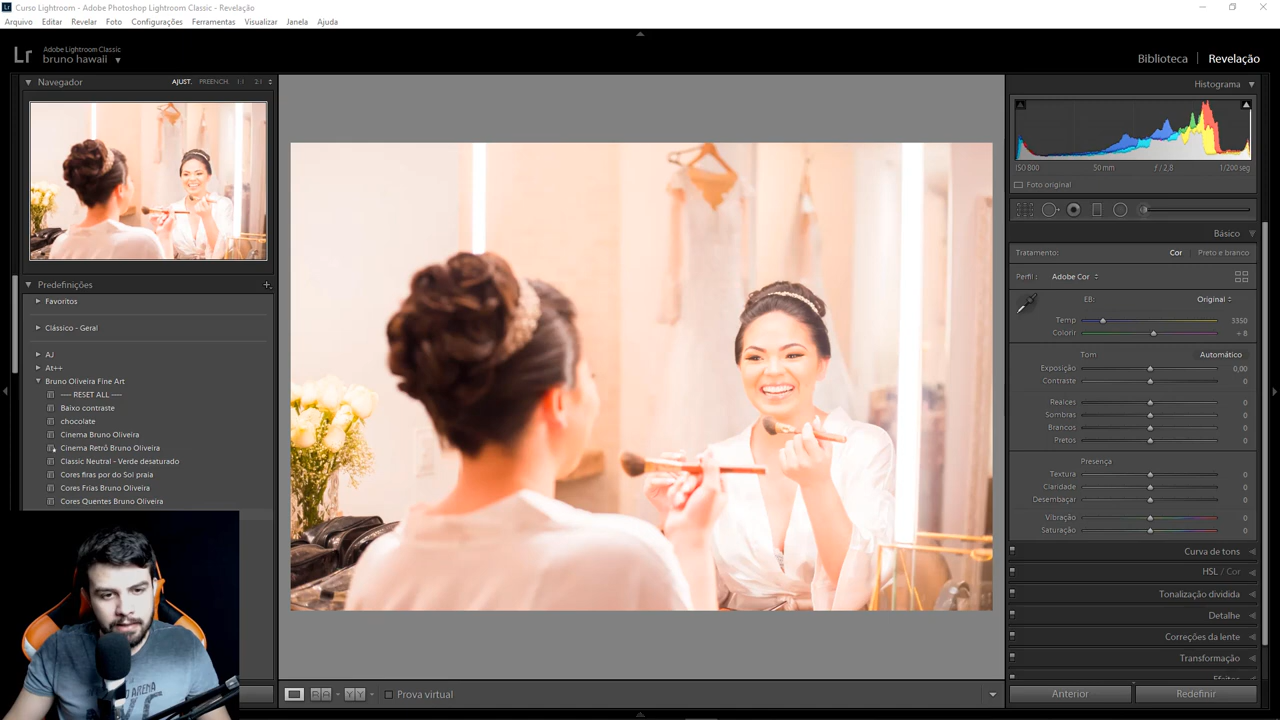 Curso Lightroom - Adobe Photoshop Lightroom Classic - Revelação
Arquivo Editar Revelar Foto Configurações Ferramentas Visualizar Janela Ajuda
Lr
Adobe Lightroom Classic
bruno hawaii
Biblioteca | Revelação
Navegador AJUST. PREENCH. 1:1 2:1
Predefinições
Favoritos
Clássico - Geral
AJ
At++
Bruno Oliveira Fine Art
---- RESET ALL ----
Baixo contraste
chocolate
Cinema Bruno Oliveira
Cinema Retrô Bruno Oliveira
Classic Neutral - Verde desaturado
Cores firas por do Sol praia
Cores Frias Bruno Oliveira
Cores Quentes Bruno Oliveira
Prova virtual
Histograma
ISO 800 50 mm f / 2,8 1/200 seg
Foto original
Básico
Tratamento: Cor Preto e branco
Perfil: Adobe Cor
EB: Original
Temp 3350
Colorir + 8
Tom Automático
Exposição 0,00
Contraste 0
Realces 0
Sombras 0
Brancos 0
Pretos 0
Presença
Textura 0
Claridade 0
Desembaçar 0
Vibração 0
Saturação 0
Curva de tons
HSL / Cor
Tonalização dividida
Detalhe
Correções da lente
Transformação
Anterior Redefinir